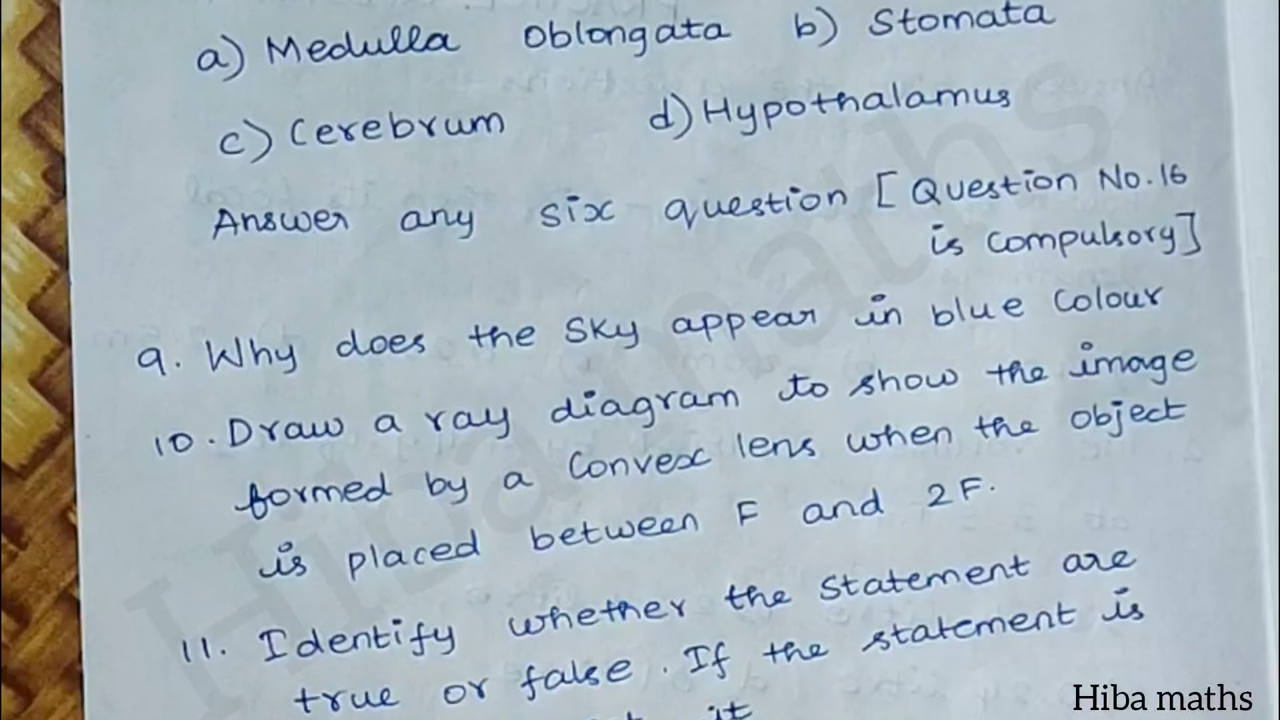 a) Medulla Oblongata b) Stomata
c) Cerebrum d) Hypothalamus
Answer any six question [Question No.16
is compulsory]
9. Why does the Sky appear in blue colour
10. Draw a ray diagram to show the image
formed by a convex lens when the object
is placed between F and 2F.
11. Identify whether the statement are
true or false. If the statement is
it
Hiba maths
Hiba maths